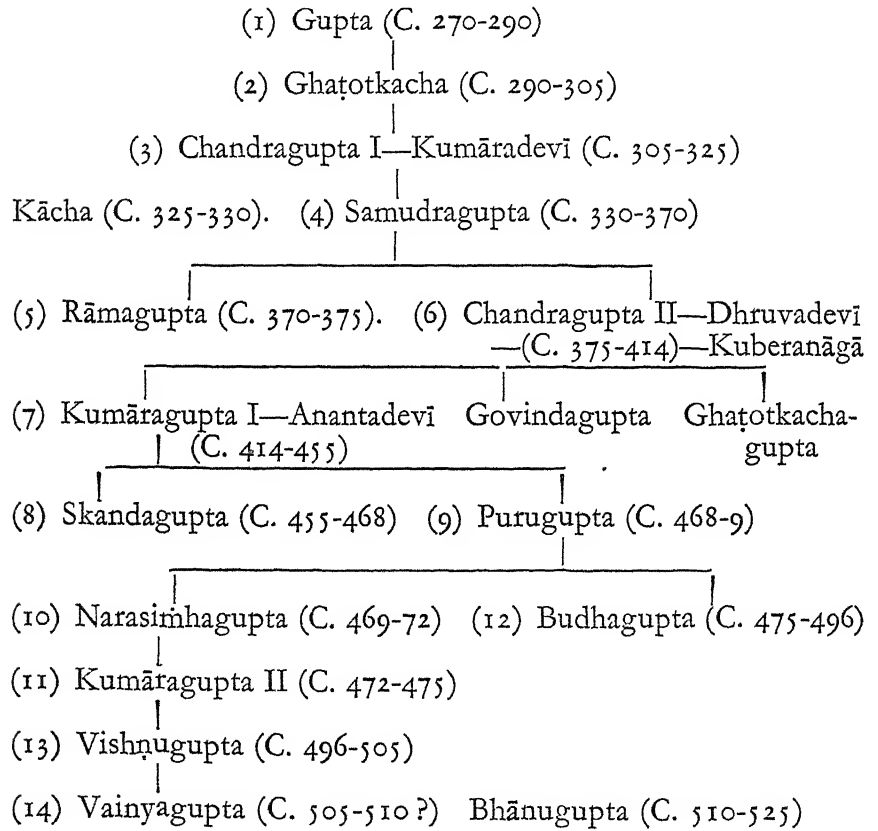 (1) Gupta (C. 270-290)
(2) Ghaṭotkacha (C. 290-305)
(3) Chandragupta I—Kumāradevī (C. 305-325)
Kācha (C. 325-330). (4) Samudragupta (C. 330-370)
(5) Rāmagupta (C. 370-375). (6) Chandragupta II—Dhruvadevī
—(C. 375-414)—Kuberanāgā
(7) Kumāragupta I—Anantadevī Govindagupta Ghaṭotkacha-
(C. 414-455) gupta
(8) Skandagupta (C. 455-468) (9) Purugupta (C. 468-9)
(10) Narasiṁhagupta (C. 469-72) (12) Budhagupta (C. 475-496)
(11) Kumāragupta II (C. 472-475)
(13) Vishṇugupta (C. 496-505)
(14) Vainyagupta (C. 505-510 ?) Bhānugupta (C. 510-525)